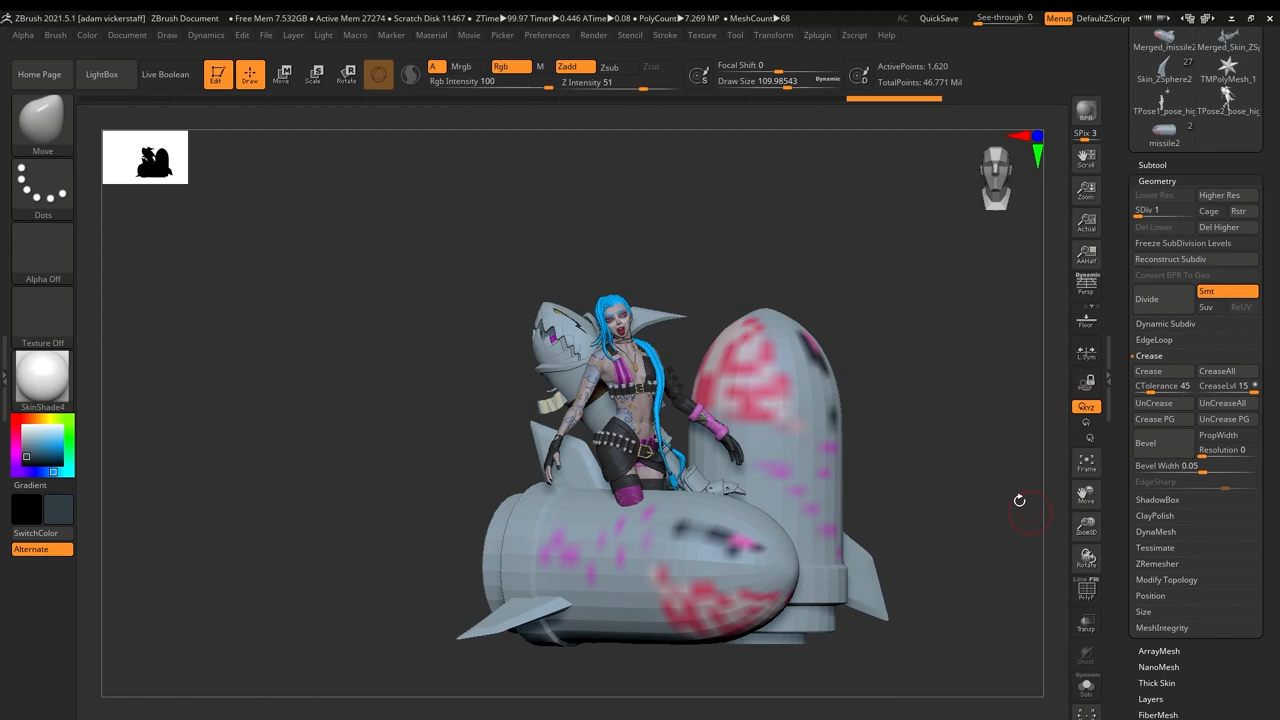 ZBrush 2021.5.1 [adam vickerstaff] ZBrush Document • Free Mem 7.532GB • Active Mem 27274 • Scratch Disk 11467 • ZTime▶99.97 Timer▶0.446 ATime▶0.08 • PolyCount▶7.269 MP • MeshCount▶68 AC QuickSave See-through 0 Menus DefaultZScript
Alpha Brush Color Document Draw Dynamics Edit File Layer Light Macro Marker Material Movie Picker Preferences Render Stencil Stroke Texture Tool Transform Zplugin Zscript Help
Home Page LightBox Live Boolean Edit Draw Move Scale Rotate
A Mrgb Rgb M Zadd Zsub Zcut
Rgb Intensity 100 Z Intensity 51
S Focal Shift 0
Draw Size 109.98543 Dynamic
D ActivePoints: 1,620
TotalPoints: 46.771 Mil
Move
Dots
Alpha Off
Texture Off
SkinShade4
Gradient
SwitchColor
Alternate
BPR
SPix 3
Scroll
Zoom
Actual
AAHalf
Dynamic
Persp
Floor
L.Sym
XYZ
Frame
Move
Zoom3D
Rotate
Line Fill
PolyF
Transp
Ghost
Dynamic
Solo
Merged_missile2 Merged_Skin_ZS
27
Skin_ZSphere2 TMPolyMesh_1
TPose1_pose_hig TPose2_pose_hig
2
missile2
Subtool
Geometry
Lower Res Higher Res
SDiv 1 Cage Rstr
Del Lower Del Higher
Freeze SubDivision Levels
Reconstruct Subdiv
Convert BPR To Geo
Divide Smt
Suv ReUV
Dynamic Subdiv
EdgeLoop
Crease
Crease CreaseAll
CTolerance 45 CreaseLvl 15
UnCrease UnCreaseAll
Crease PG UnCrease PG
Bevel PropWidth
Resolution 0
Bevel Width 0.05
EdgeSharp
ShadowBox
ClayPolish
DynaMesh
Tessimate
ZRemesher
Modify Topology
Position
Size
MeshIntegrity
ArrayMesh
NanoMesh
Thick Skin
Layers
FiberMesh